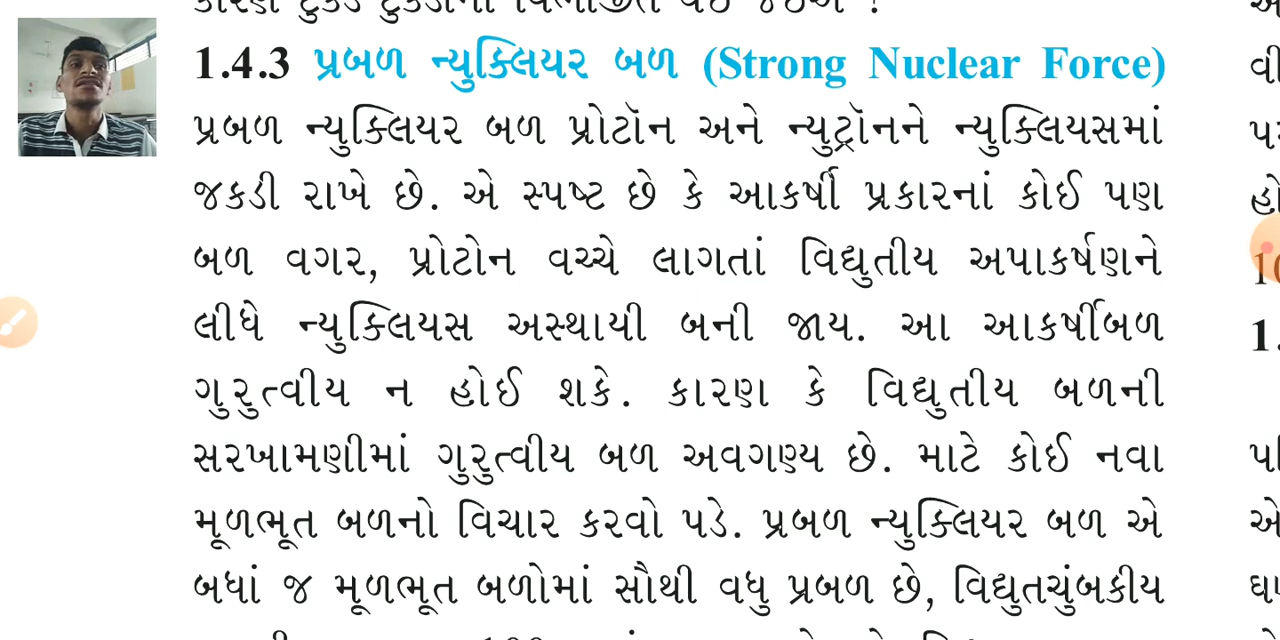 1.4.3 પ્રબળ ન્યુક્લિયર બળ (Strong Nuclear Force)
પ્રબળ ન્યુક્લિયર બળ પ્રોટૉન અને ન્યુટ્રૉનને ન્યુક્લિયસમાં
જકડી રાખે છે. એ સ્પષ્ટ છે કે આકર્ષી પ્રકારનાં કોઈ પણ
બળ વગર, પ્રોટોન વચ્ચે લાગતાં વિદ્યુતીય અપાકર્ષણને
લીધે ન્યુક્લિયસ અસ્થાયી બની જાય. આ આકર્ષીબળ
ગુરુત્વીય ન હોઈ શકે. કારણ કે વિદ્યુતીય બળની
સરખામણીમાં ગુરુત્વીય બળ અવગણ્ય છે. માટે કોઈ નવા
મૂળભૂત બળનો વિચાર કરવો પડે. પ્રબળ ન્યુક્લિયર બળ એ
બધાં જ મૂળભૂત બળોમાં સૌથી વધુ પ્રબળ છે, વિદ્યુતચુંબકીય